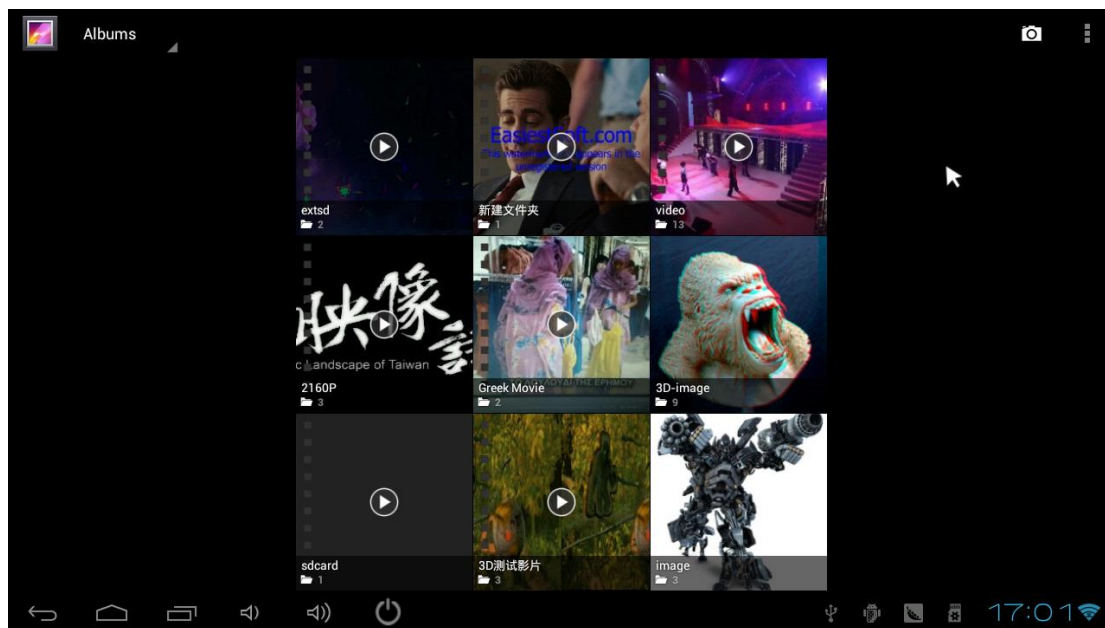 Albums
EasiestSoft.com
extsd
2
新建文件夹
1
video
13
映像
c Landscape of Taiwan
2160P
3
Greek Movie
2
3D-image
9
sdcard
1
3D测试影片
3
image
3
17:01